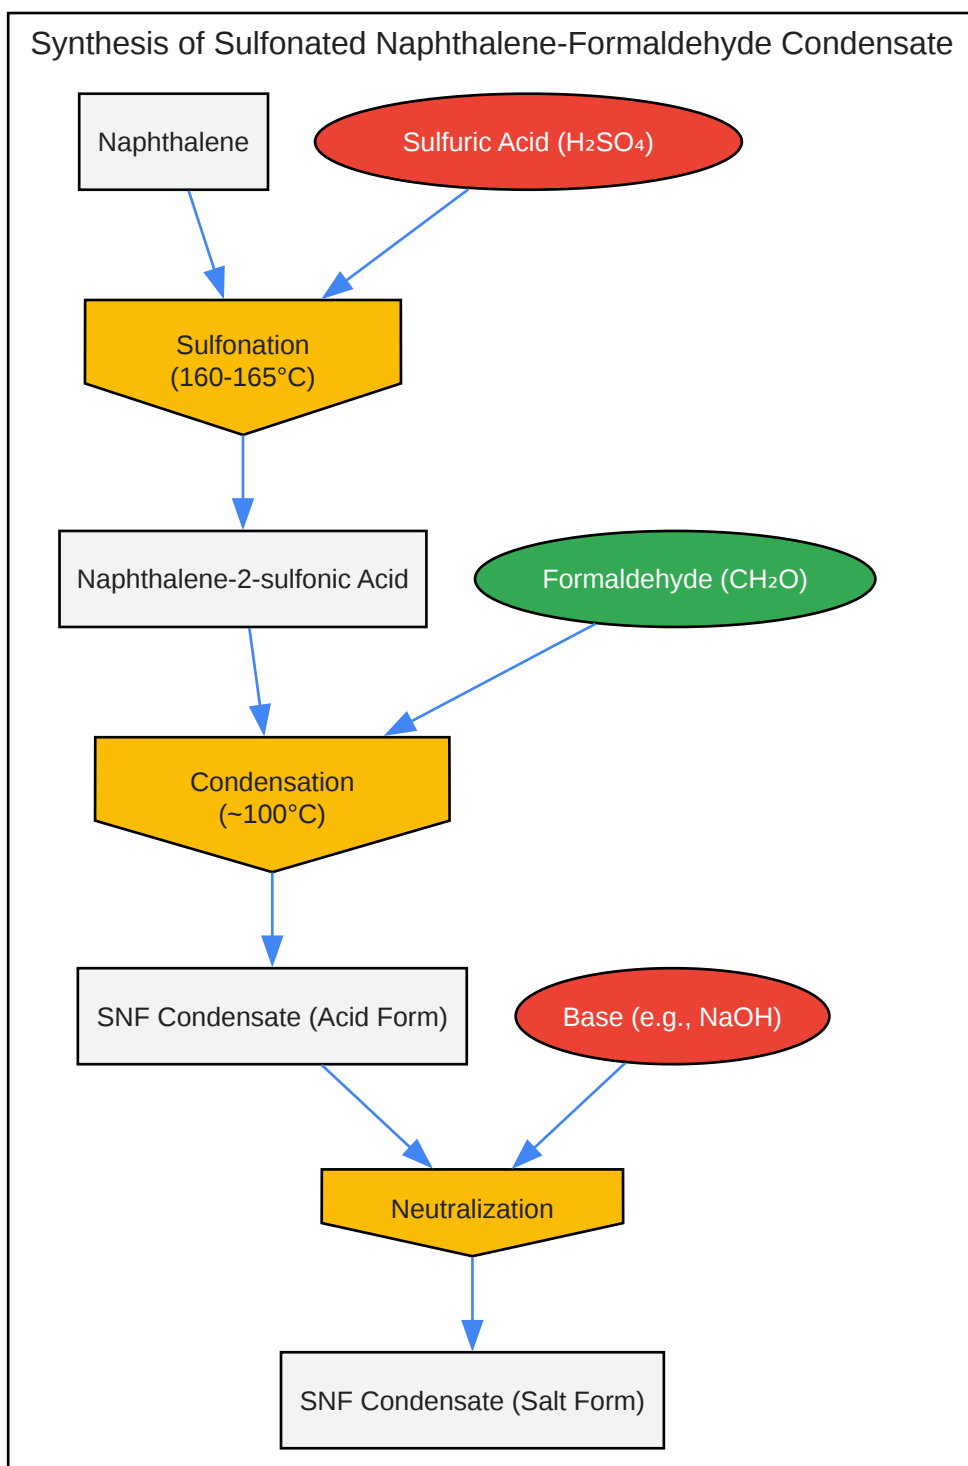 Synthesis of Sulfonated Naphthalene-Formaldehyde Condensate
Naphthalene
Sulfuric Acid (H₂SO₄)
Sulfonation
(160-165°C)
Naphthalene-2-sulfonic Acid
Formaldehyde (CH₂O)
Condensation
(~100°C)
SNF Condensate (Acid Form)
Base (e.g., NaOH)
Neutralization
SNF Condensate (Salt Form)